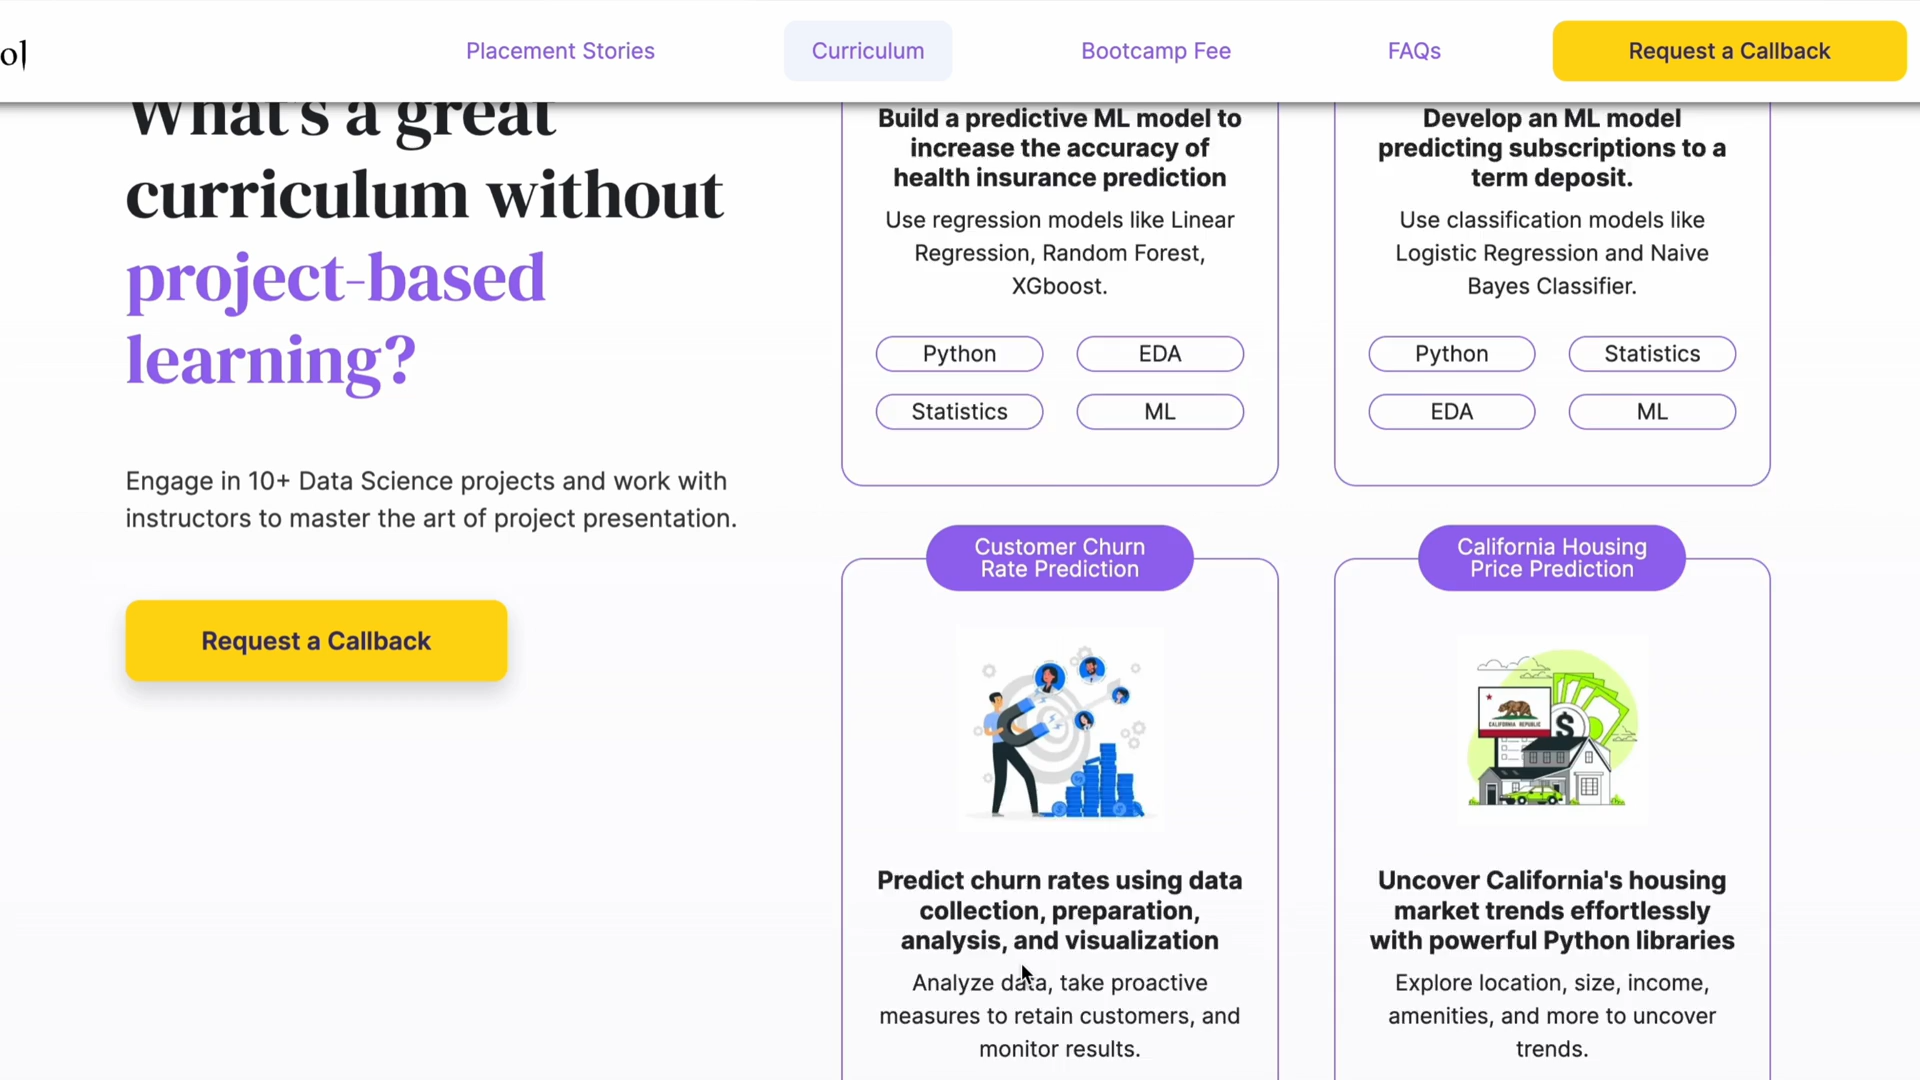 ol
Placement Stories
Curriculum
Bootcamp Fee
FAQs
Request a Callback
What's a great
curriculum without
project-based
learning?
Engage in 10+ Data Science projects and work with
instructors to master the art of project presentation.
Request a Callback
Build a predictive ML model to
increase the accuracy of
health insurance prediction
Use regression models like Linear
Regression, Random Forest,
XGboost.
Python
EDA
Statistics
ML
Develop an ML model
predicting subscriptions to a
term deposit.
Use classification models like
Logistic Regression and Naive
Bayes Classifier.
Python
Statistics
EDA
ML
Customer Churn
Rate Prediction
Predict churn rates using data
collection, preparation,
analysis, and visualization
Analyze data, take proactive
measures to retain customers, and
monitor results.
California Housing
Price Prediction
CALIFORNIA REPUBLIC
$
Uncover California's housing
market trends effortlessly
with powerful Python libraries
Explore location, size, income,
amenities, and more to uncover
trends.